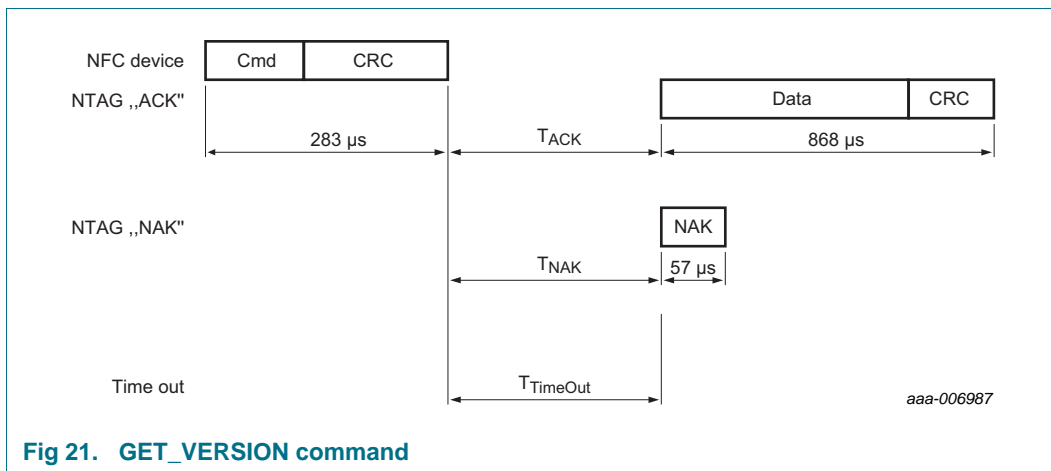 NFC device Cmd CRC
NTAG ,,ACK" Data CRC
283 µs TACK 868 µs
NTAG ,,NAK" NAK
TNAK 57 µs
Time out TTimeOut aaa-006987
Fig 21. GET_VERSION command